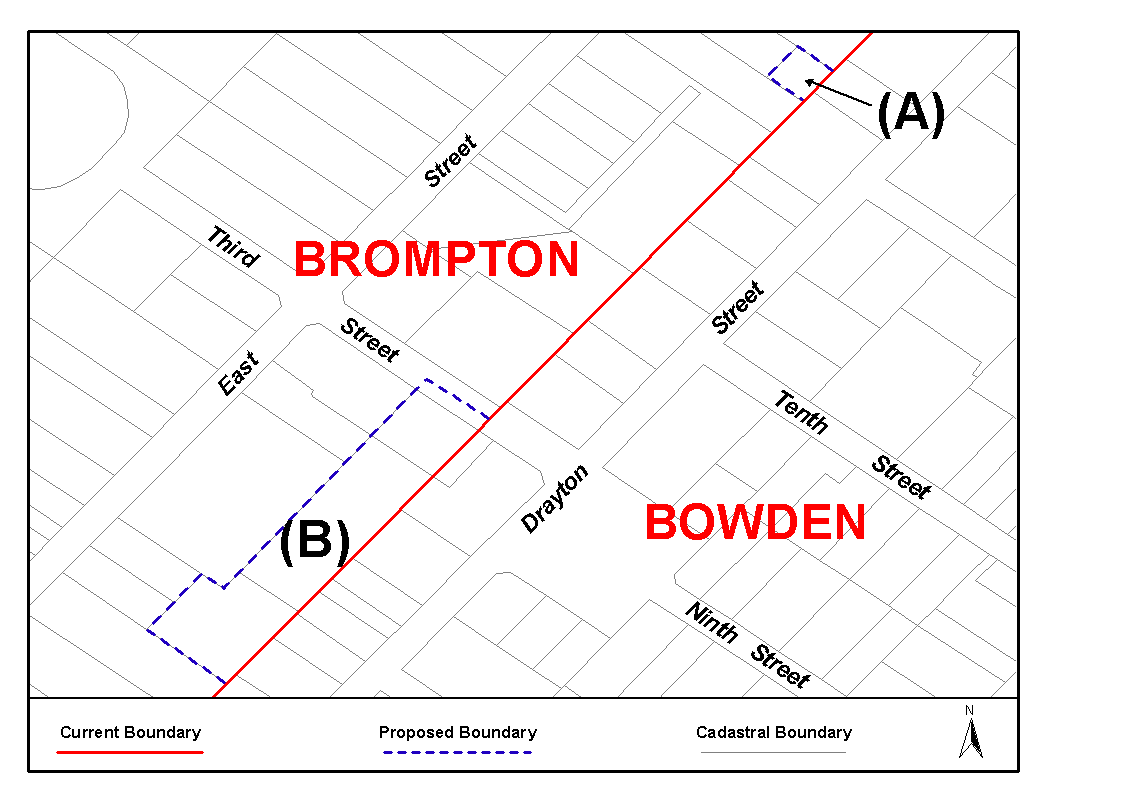 (A)
Street
Third
BROMPTON
Street
Street
East
Tenth
Street
Drayton
BOWDEN
(B)
Ninth Street
Current Boundary
Proposed Boundary
Cadastral Boundary
N